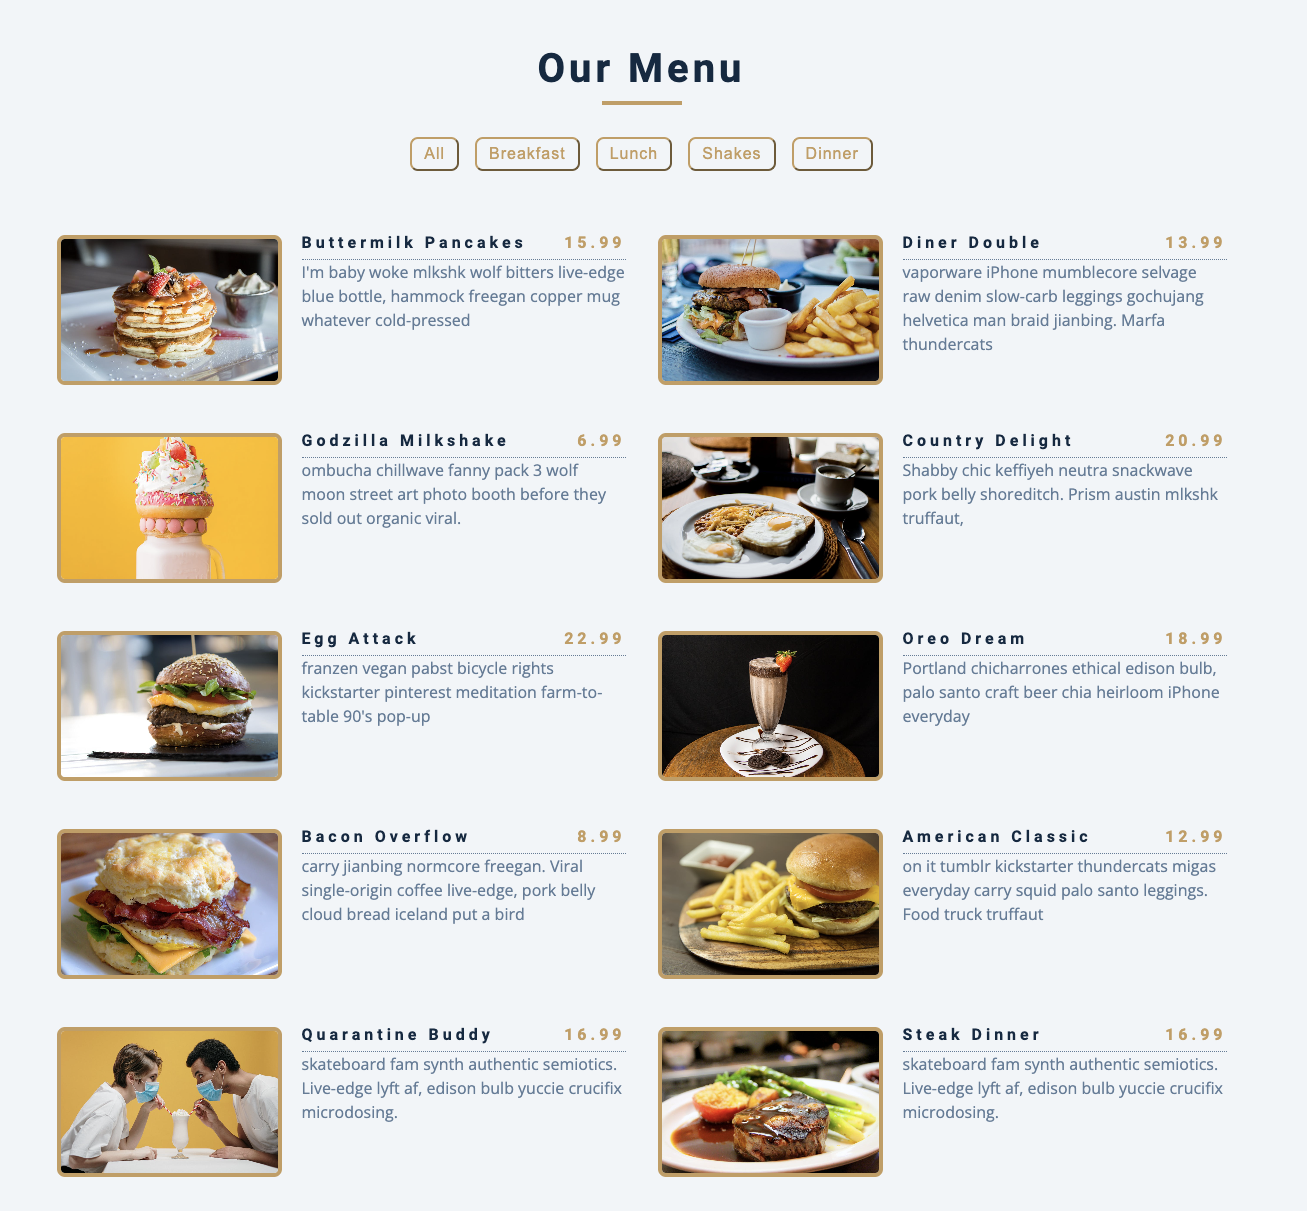 Our Menu
All Breakfast Lunch Shakes Dinner
Buttermilk Pancakes 15.99
I'm baby woke mlkshk wolf bitters live-edge
blue bottle, hammock freegan copper mug
whatever cold-pressed
Diner Double 13.99
vaporware iPhone mumblecore selvage
raw denim slow-carb leggings gochujang
helvetica man braid jianbing. Marfa
thundercats
Godzilla Milkshake 6.99
ombucha chillwave fanny pack 3 wolf
moon street art photo booth before they
sold out organic viral.
Country Delight 20.99
Shabby chic keffiyeh neutra snackwave
pork belly shoreditch. Prism austin mlkshk
truffaut,
Egg Attack 22.99
franzen vegan pabst bicycle rights
kickstarter pinterest meditation farm-to-
table 90's pop-up
Oreo Dream 18.99
Portland chicharrones ethical edison bulb,
palo santo craft beer chia heirloom iPhone
everyday
Bacon Overflow 8.99
carry jianbing normcore freegan. Viral
single-origin coffee live-edge, pork belly
cloud bread iceland put a bird
American Classic 12.99
on it tumblr kickstarter thundercats migas
everyday carry squid palo santo leggings.
Food truck truffaut
Quarantine Buddy 16.99
skateboard fam synth authentic semiotics.
Live-edge lyft af, edison bulb yuccie crucifix
microdosing.
Steak Dinner 16.99
skateboard fam synth authentic semiotics.
Live-edge lyft af, edison bulb yuccie crucifix
microdosing.